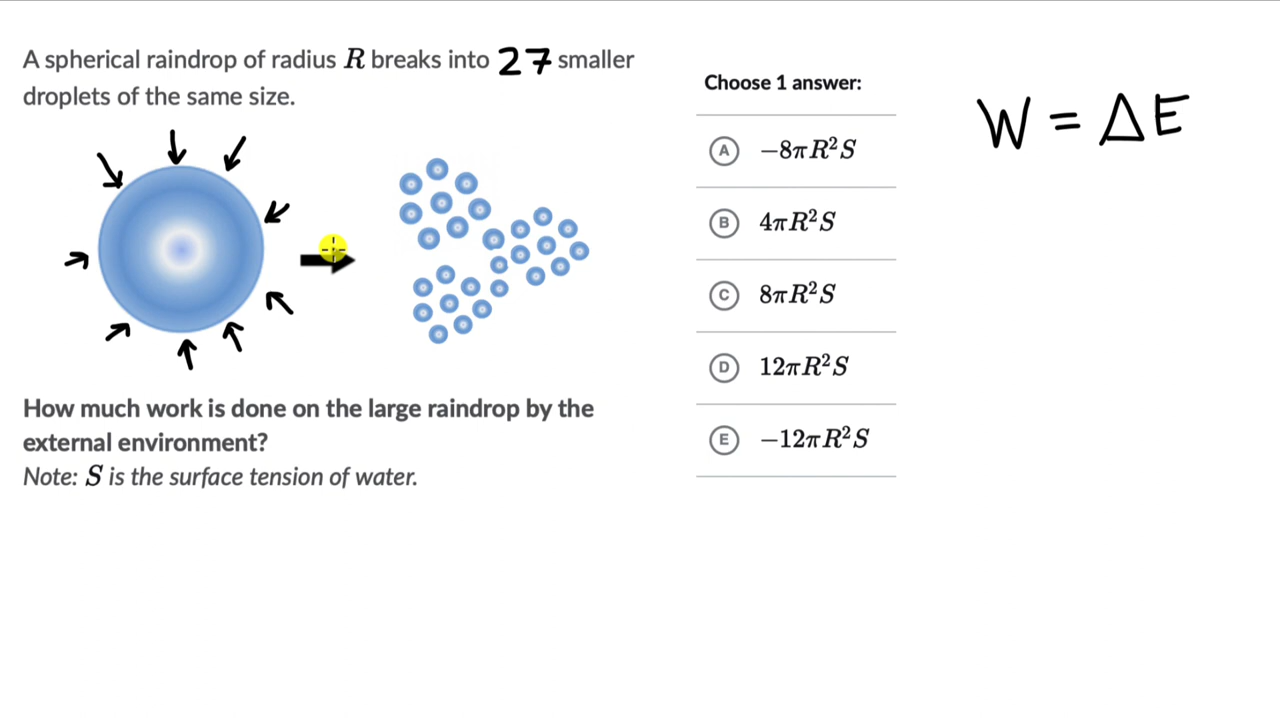 A spherical raindrop of radius R breaks into 27 smaller
droplets of the same size.
How much work is done on the large raindrop by the
external environment?
Note: S is the surface tension of water.
Choose 1 answer:
A −8πR²S
B 4πR²S
C 8πR²S
D 12πR²S
E −12πR²S
W = ΔE